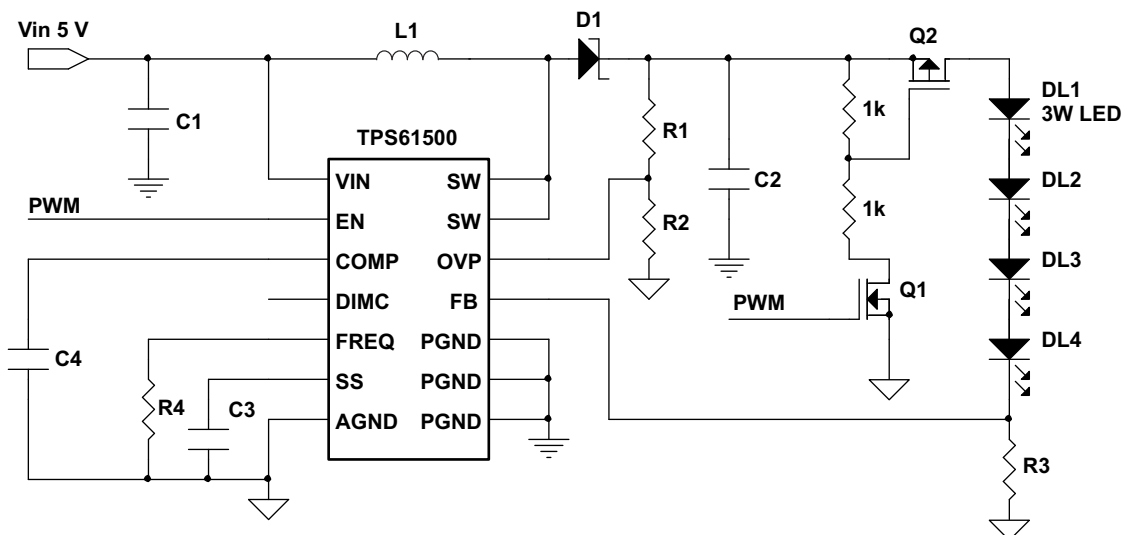 Vin 5 V
L1
D1
Q2
C1
TPS61500
R1
1k
DL1
3W LED
VIN
SW
C2
DL2
PWM
EN
SW
R2
1k
COMP
OVP
DL3
DIMC
FB
PWM
Q1
C4
FREQ
PGND
DL4
R4
C3
SS
PGND
AGND
PGND
R3